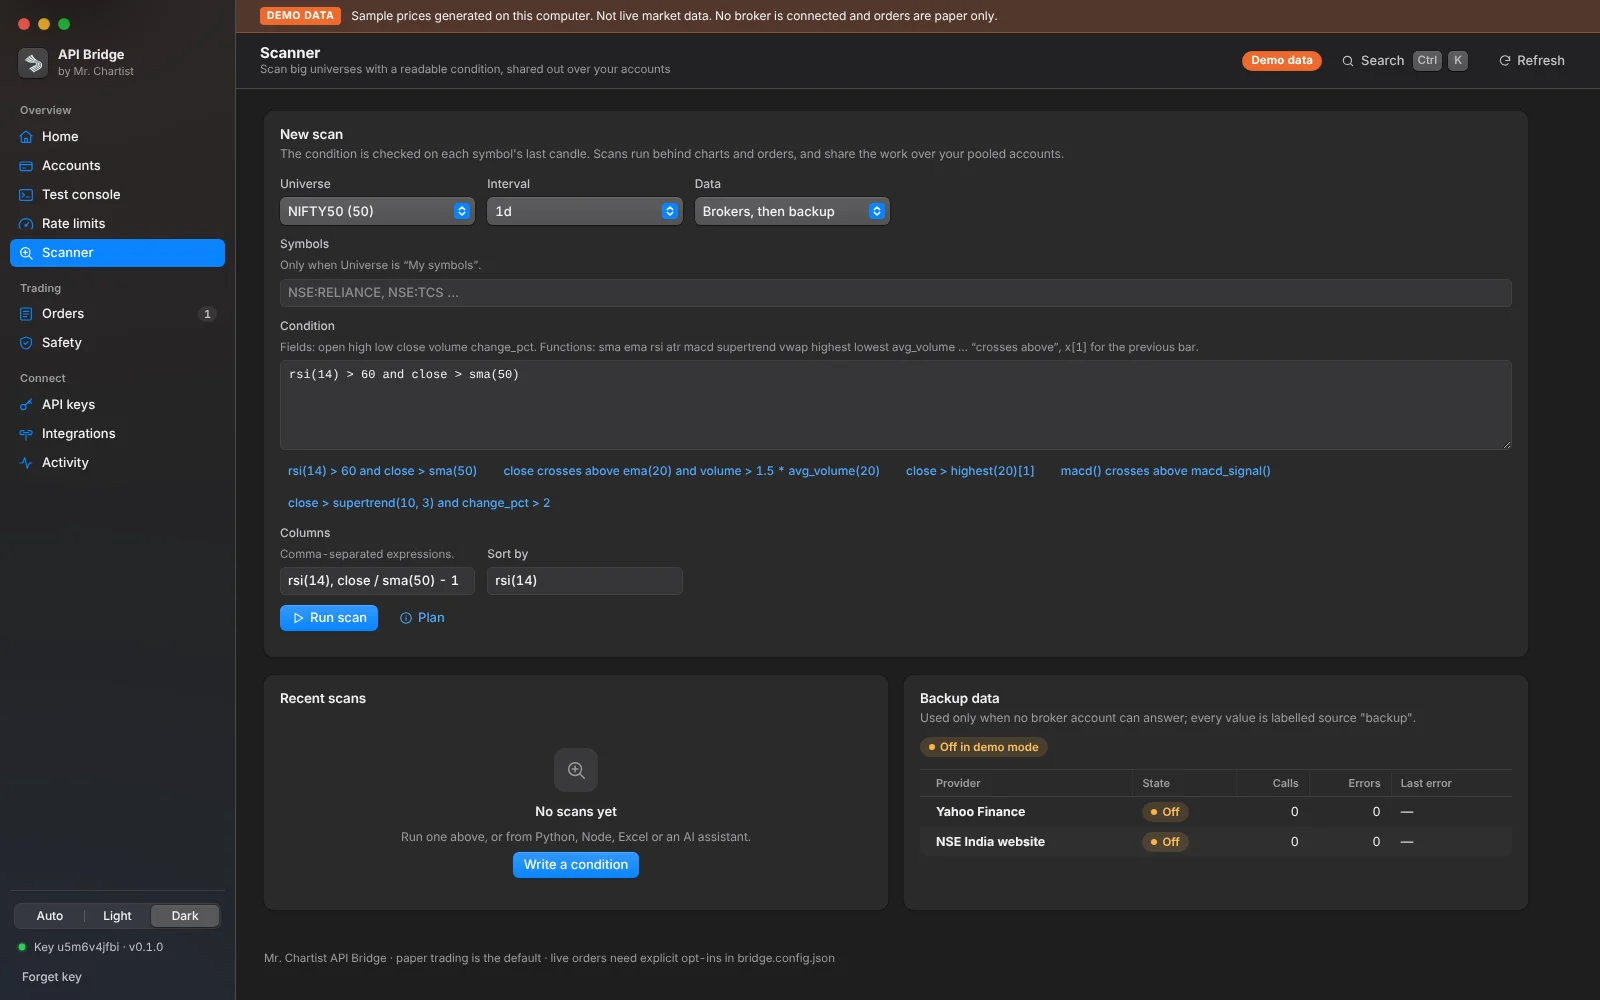 DEMO DATA Sample prices generated on this computer. Not live market data. No broker is connected and orders are paper only.
API Bridge
by Mr. Chartist
Overview
Home
Accounts
Test console
Rate limits
Scanner
Trading
Orders 1
Safety
Connect
API keys
Integrations
Activity
Auto Light Dark
Key u5m6v4jfbi · v0.1.0
Forget key
Scanner
Scan big universes with a readable condition, shared out over your accounts
Demo data Search Ctrl K Refresh
New scan
The condition is checked on each symbol's last candle. Scans run behind charts and orders, and share the work over your pooled accounts.
Universe Interval Data
NIFTY50 (50) 1d Brokers, then backup
Symbols
Only when Universe is “My symbols”.
NSE:RELIANCE, NSE:TCS ...
Condition
Fields: open high low close volume change_pct. Functions: sma ema rsi atr macd supertrend vwap highest lowest avg_volume ... “crosses above”, x[1] for the previous bar.
rsi(14) > 60 and close > sma(50)
rsi(14) > 60 and close > sma(50) close crosses above ema(20) and volume > 1.5 * avg_volume(20) close > highest(20)[1] macd() crosses above macd_signal()
close > supertrend(10, 3) and change_pct > 2
Columns
Comma-separated expressions. Sort by
rsi(14), close / sma(50) - 1 rsi(14)
Run scan Plan
Recent scans
No scans yet
Run one above, or from Python, Node, Excel or an AI assistant.
Write a condition
Backup data
Used only when no broker account can answer; every value is labelled source "backup".
Off in demo mode
Provider State Calls Errors Last error
Yahoo Finance Off 0 0 —
NSE India website Off 0 0 —
Mr. Chartist API Bridge · paper trading is the default · live orders need explicit opt-ins in bridge.config.json